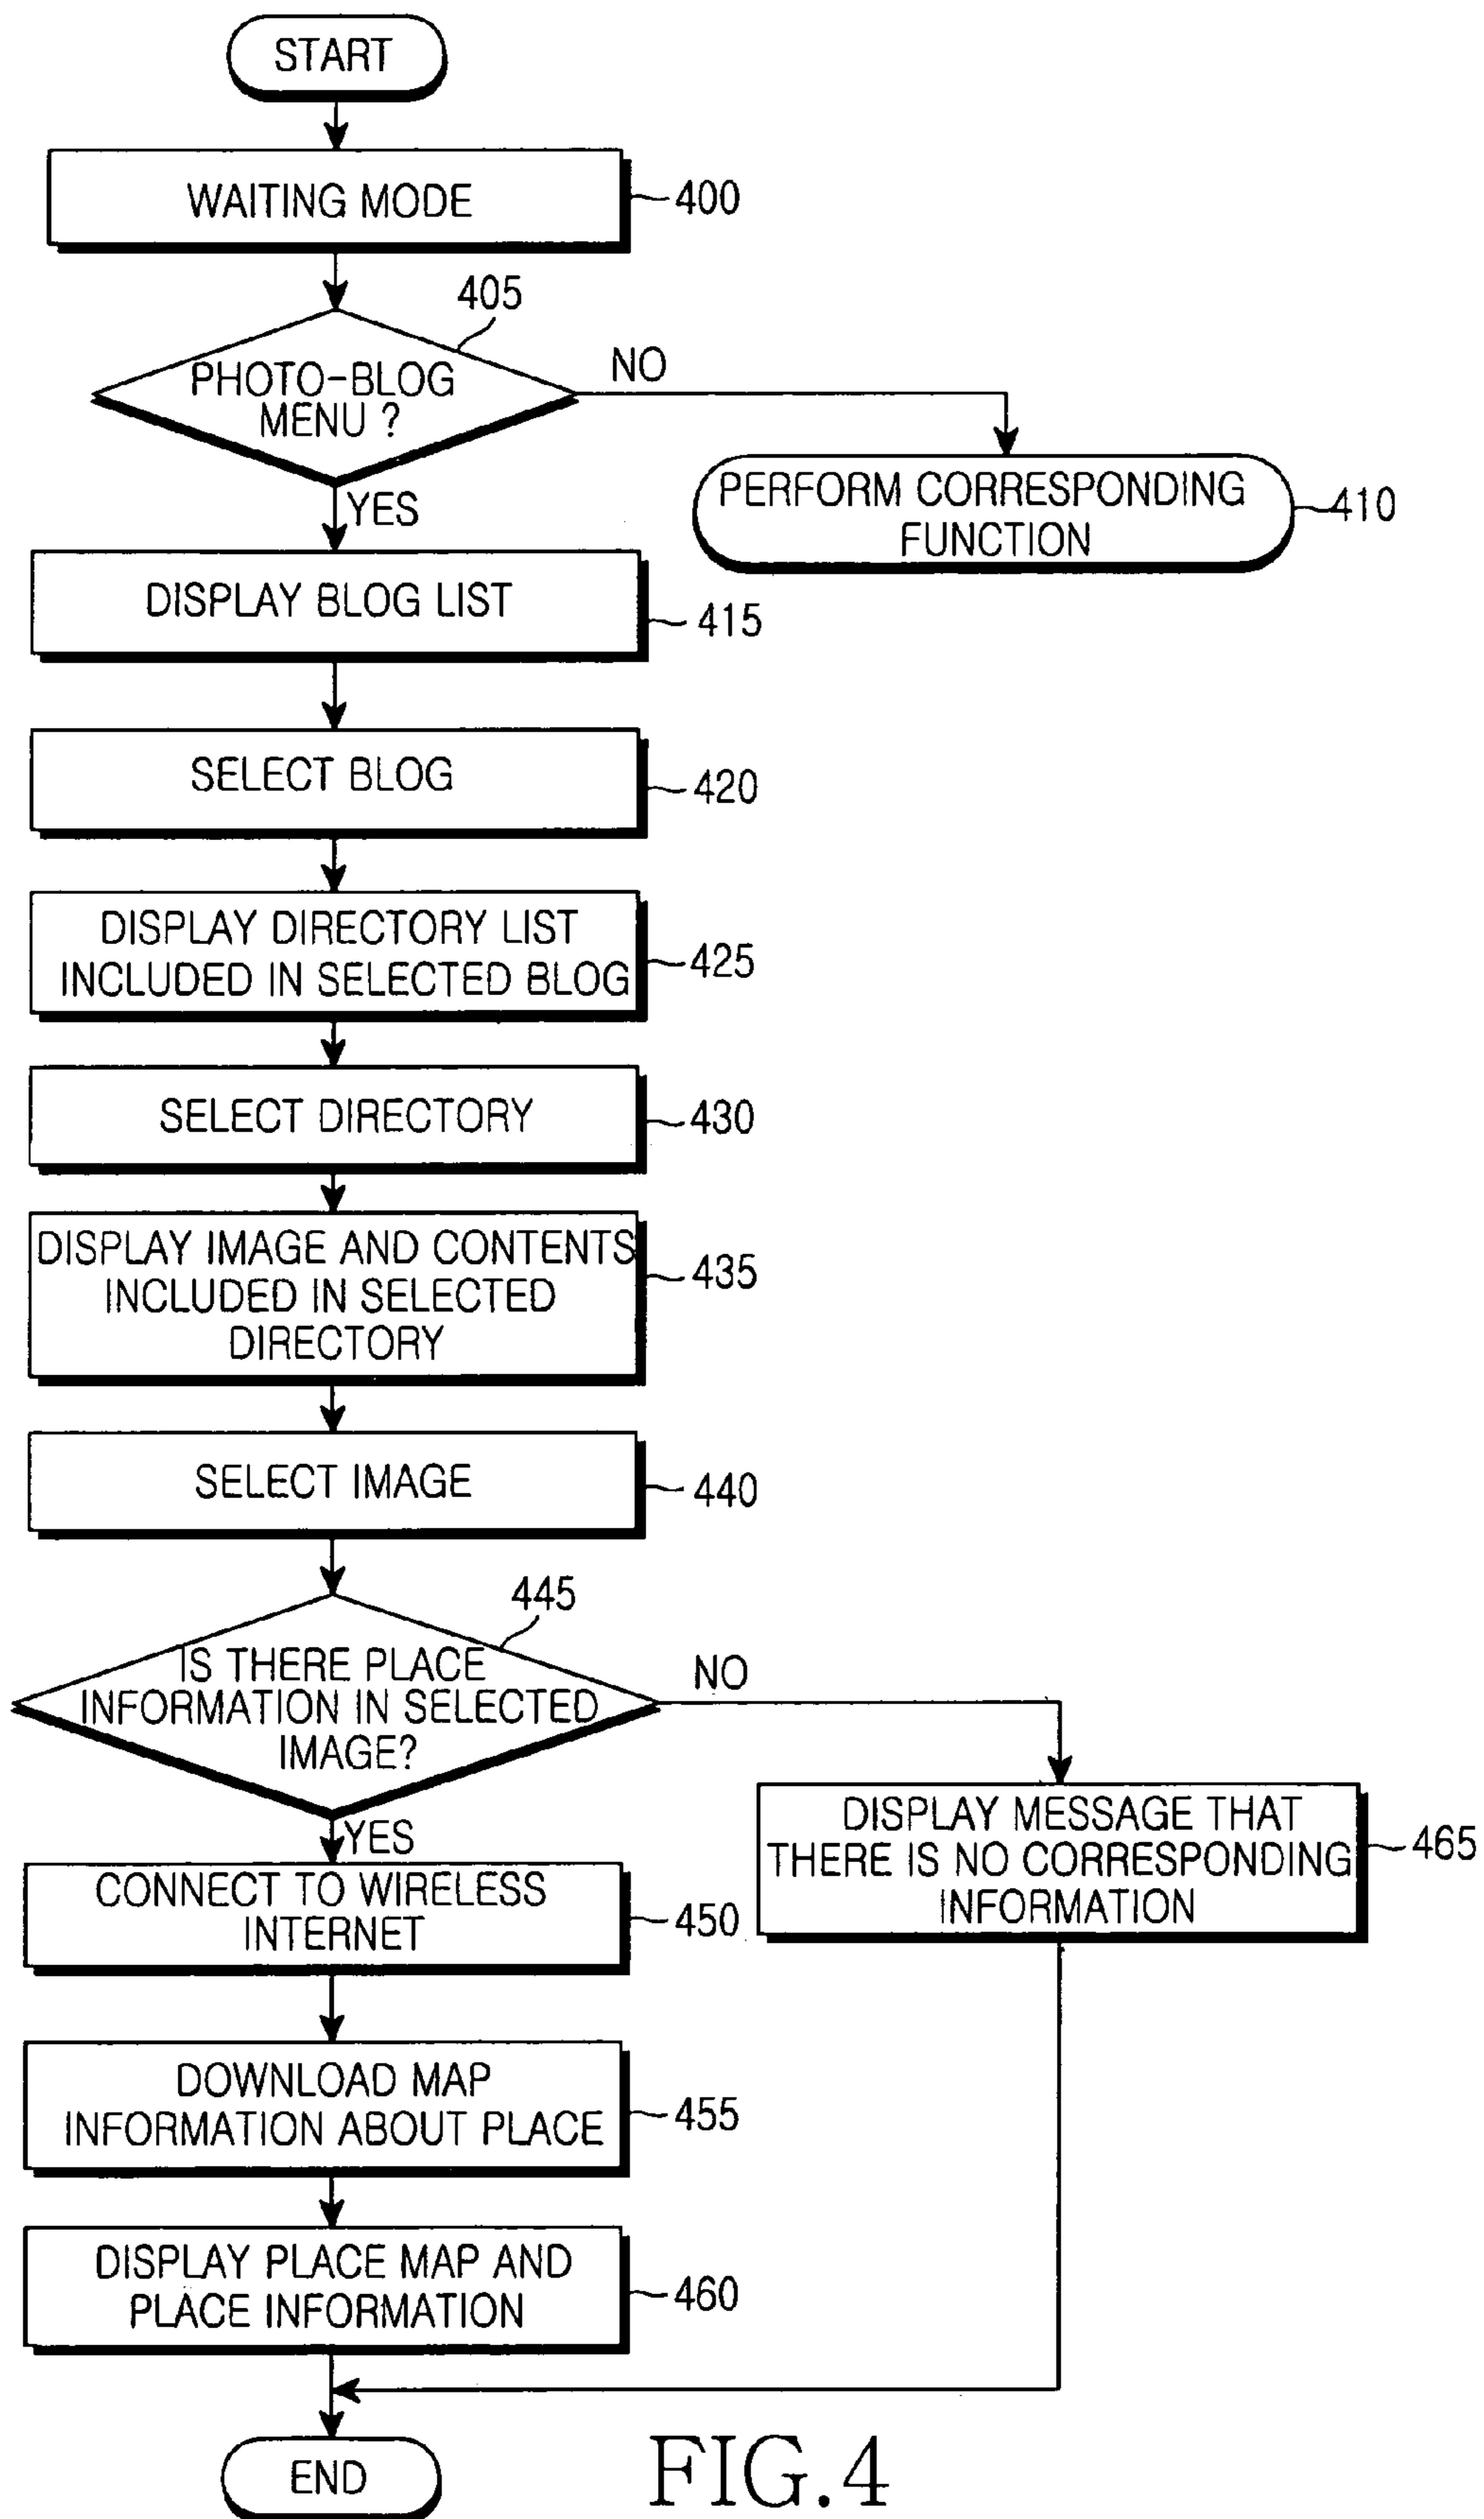 START
WAITING MODE
400
405
PHOTO-BLOG
MENU ?
NO
YES
PERFORM CORRESPONDING
FUNCTION
410
DISPLAY BLOG LIST
415
SELECT BLOG
420
DISPLAY DIRECTORY LIST
INCLUDED IN SELECTED BLOG
425
SELECT DIRECTORY
430
DISPLAY IMAGE AND CONTENTS
INCLUDED IN SELECTED
DIRECTORY
435
SELECT IMAGE
440
445
IS THERE PLACE
INFORMATION IN SELECTED
IMAGE?
NO
YES
DISPLAY MESSAGE THAT
THERE IS NO CORRESPONDING
INFORMATION
465
CONNECT TO WIRELESS
INTERNET
450
DOWNLOAD MAP
INFORMATION ABOUT PLACE
455
DISPLAY PLACE MAP AND
PLACE INFORMATION
460
END
FIG.4